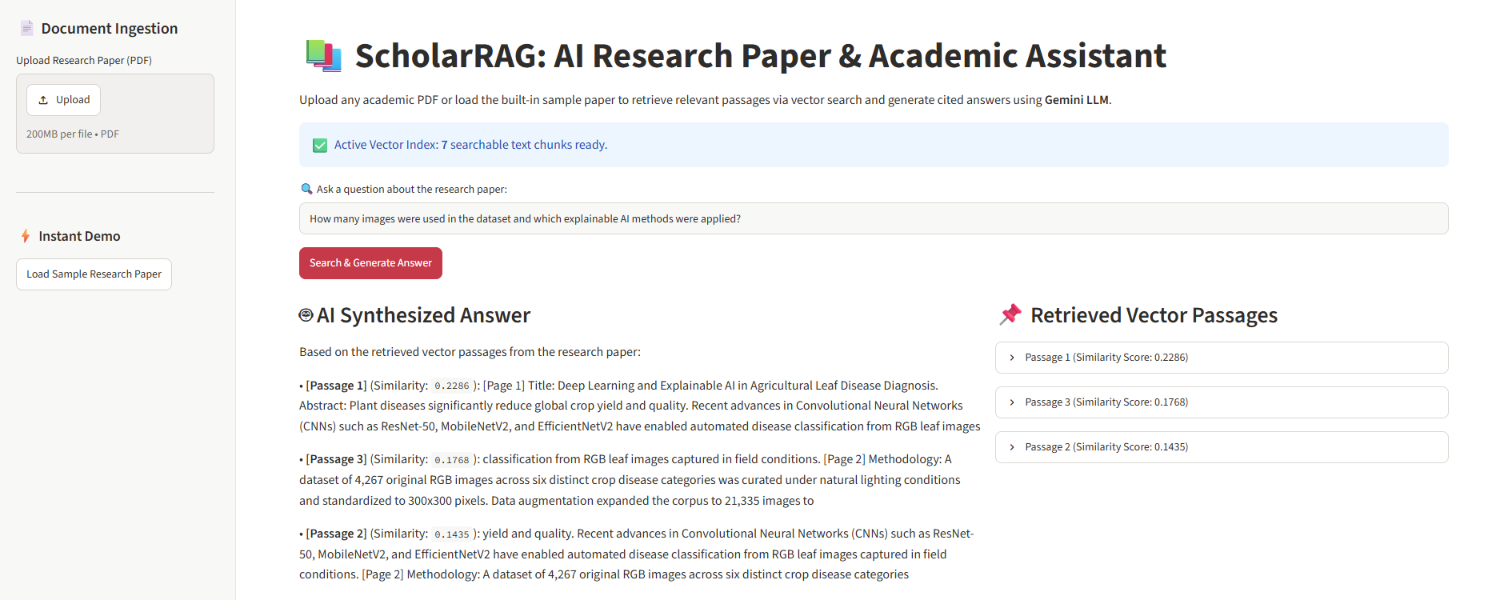 Document Ingestion
Upload Research Paper (PDF)
Upload
200MB per file • PDF
Instant Demo
Load Sample Research Paper
ScholarRAG: AI Research Paper & Academic Assistant
Upload any academic PDF or load the built-in sample paper to retrieve relevant passages via vector search and generate cited answers using Gemini LLM.
Active Vector Index: 7 searchable text chunks ready.
Ask a question about the research paper:
How many images were used in the dataset and which explainable AI methods were applied?
Search & Generate Answer
AI Synthesized Answer
Based on the retrieved vector passages from the research paper:
• [Passage 1] (Similarity: 0.2286 ): [Page 1] Title: Deep Learning and Explainable AI in Agricultural Leaf Disease Diagnosis.
Abstract: Plant diseases significantly reduce global crop yield and quality. Recent advances in Convolutional Neural Networks
(CNNs) such as ResNet-50, MobileNetV2, and EfficientNetV2 have enabled automated disease classification from RGB leaf images
• [Passage 3] (Similarity: 0.1768 ): classification from RGB leaf images captured in field conditions. [Page 2] Methodology: A
dataset of 4,267 original RGB images across six distinct crop disease categories was curated under natural lighting conditions
and standardized to 300x300 pixels. Data augmentation expanded the corpus to 21,335 images to
• [Passage 2] (Similarity: 0.1435 ): yield and quality. Recent advances in Convolutional Neural Networks (CNNs) such as ResNet-
50, MobileNetV2, and EfficientNetV2 have enabled automated disease classification from RGB leaf images captured in field
conditions. [Page 2] Methodology: A dataset of 4,267 original RGB images across six distinct crop disease categories
Retrieved Vector Passages
Passage 1 (Similarity Score: 0.2286)
Passage 3 (Similarity Score: 0.1768)
Passage 2 (Similarity Score: 0.1435)